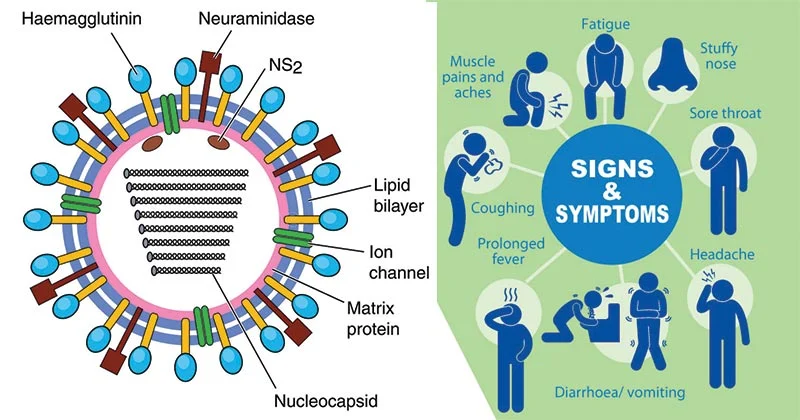 Haemagglutinin
Neuraminidase
NS2
Lipid
bilayer
Ion
channel
Matrix
protein
Nucleocapsid
Fatigue
Stuffy
nose
Muscle
pains and
aches
Sore throat
SIGNS
&
SYMPTOMS
Coughing
Prolonged
fever
Headache
Diarrhoea/ vomiting